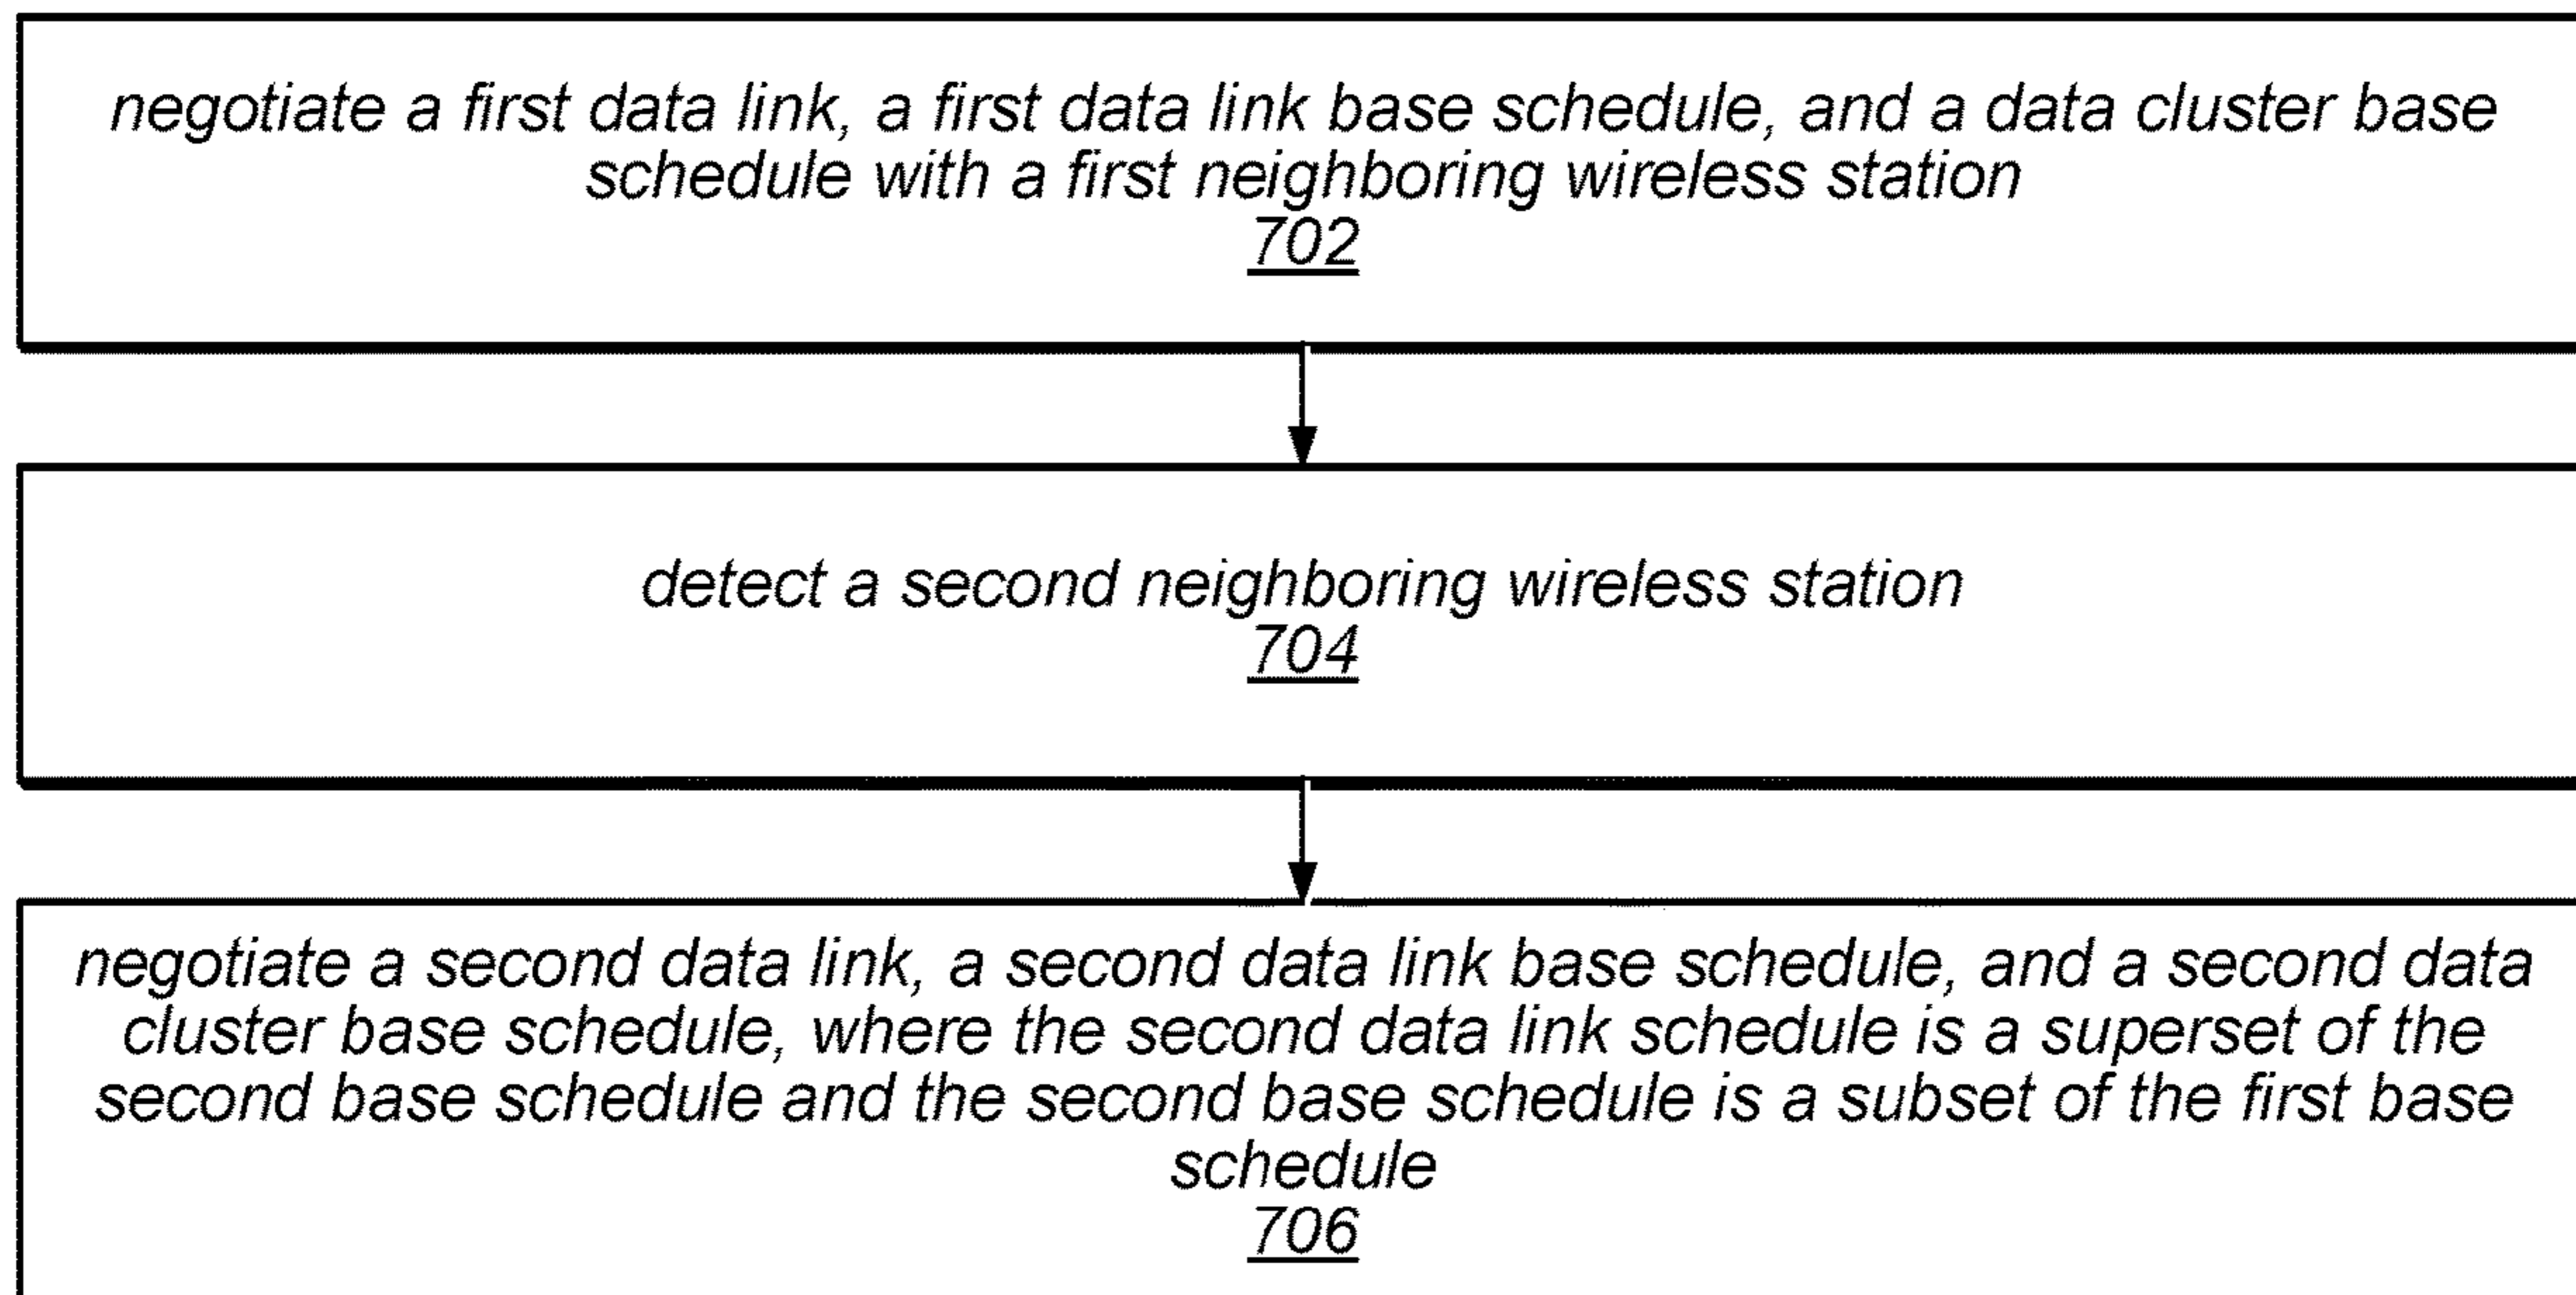 negotiate a first data link, a first data link base schedule, and a data cluster base
schedule with a first neighboring wireless station
702
detect a second neighboring wireless station
704
negotiate a second data link, a second data link base schedule, and a second data
cluster base schedule, where the second data link schedule is a superset of the
second base schedule and the second base schedule is a subset of the first base
schedule
706